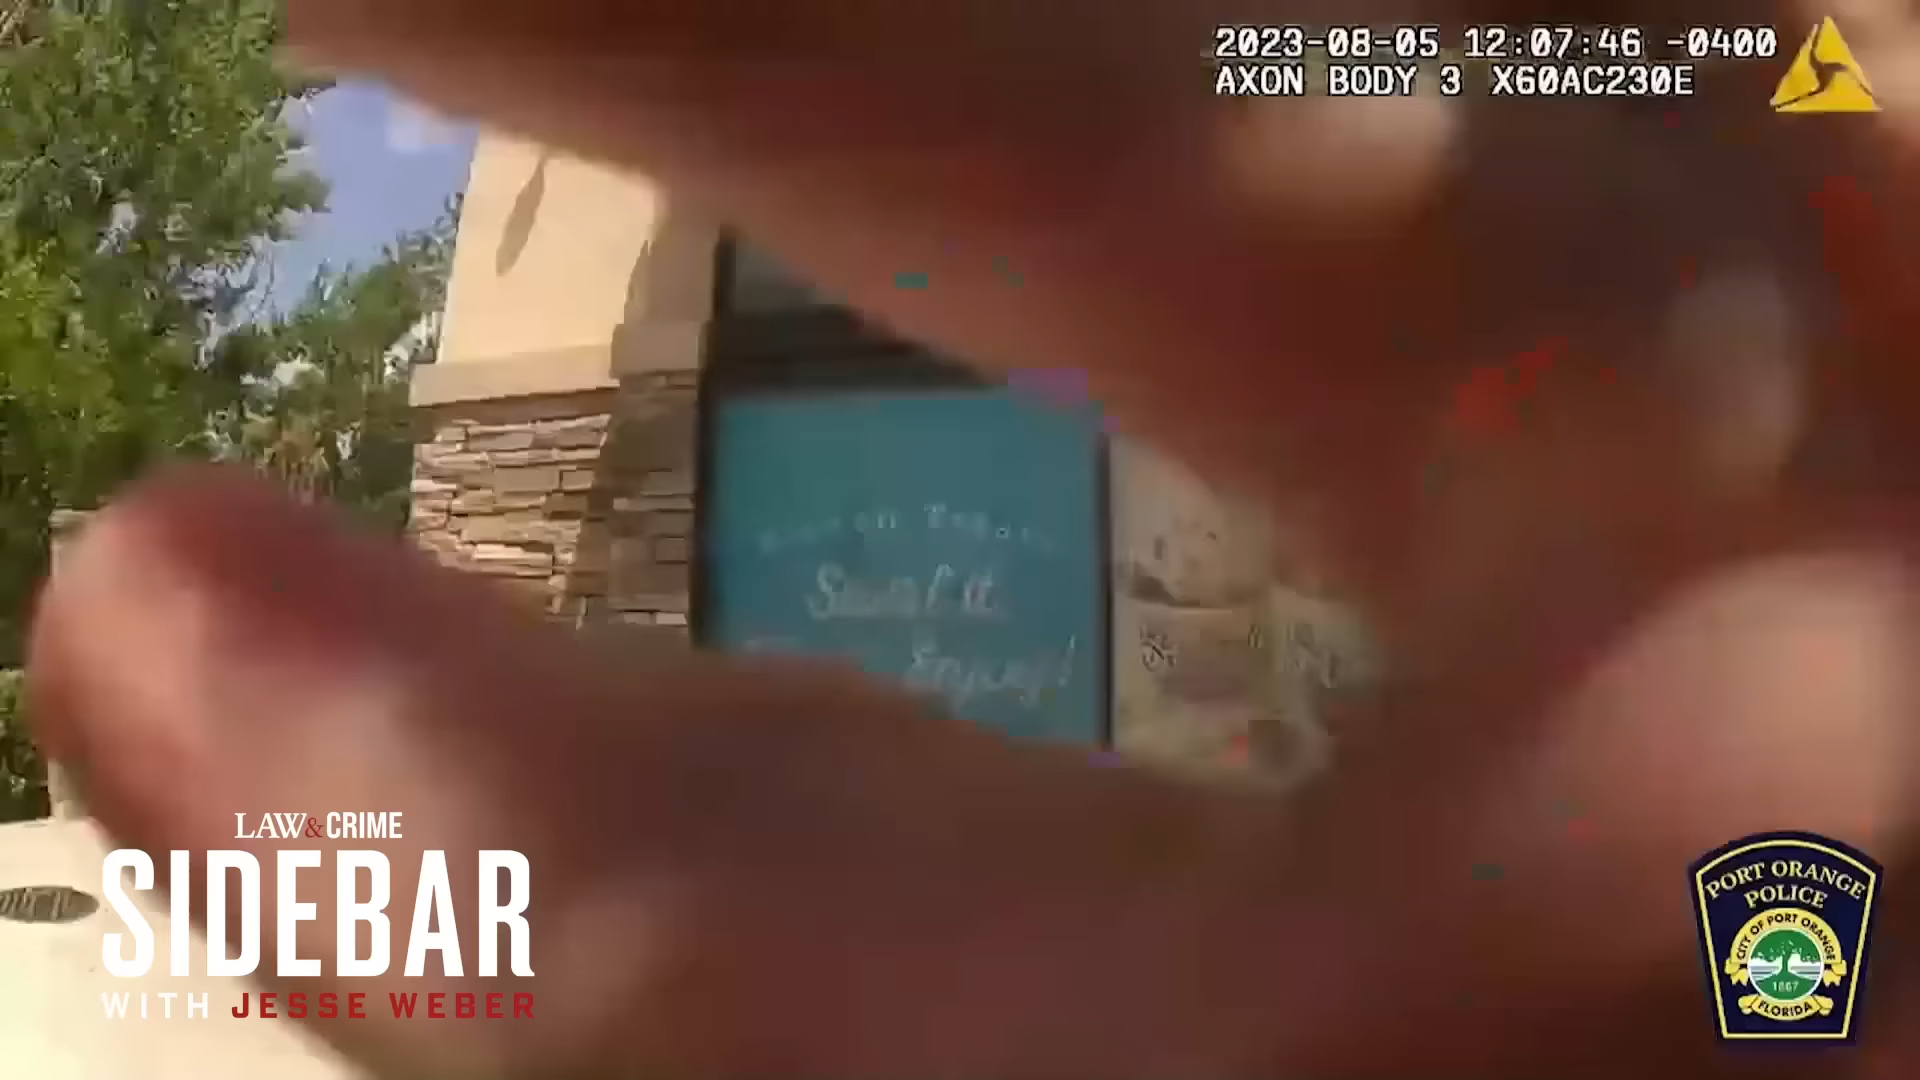 2023-08-05 12:07:46 -0400
AXON BODY 3 X60AC230E
Enjoy!
LAW&CRIME
SIDEBAR
WITH JESSE WEBER
PORT ORANGE
POLICE
CITY OF PORT ORANGE
1867
FLORIDA